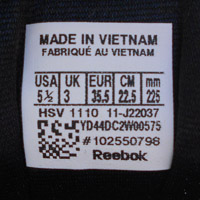 MADE IN VIETNAM
FABRIQUÉ AU VIETNAM
USA UK EUR CM mm
5½ 3 35.5 22.5 225
HSV 1110 11-J22037
YD44DC2W00575
#102550798
Reebok